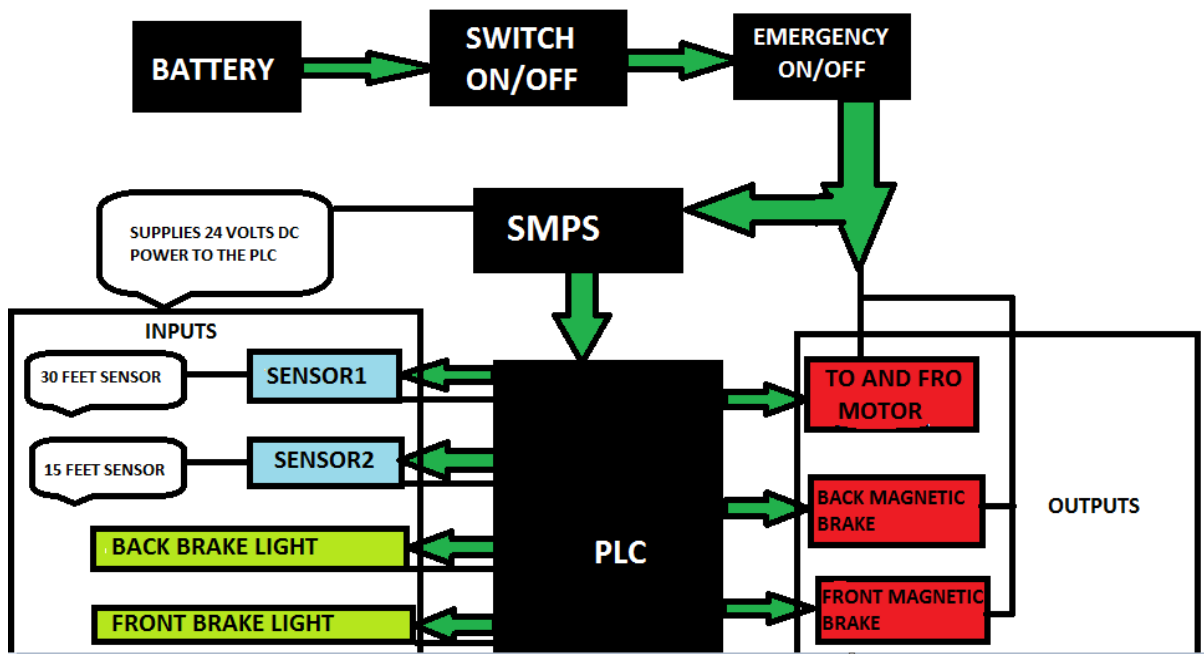 BATTERY
SWITCH
ON/OFF
EMERGENCY
ON/OFF
SUPPLIES 24 VOLTS DC
POWER TO THE PLC
SMPS
INPUTS
30 FEET SENSOR
SENSOR1
TO AND FRO
MOTOR
15 FEET SENSOR
SENSOR2
BACK MAGNETIC
BRAKE
OUTPUTS
BACK BRAKE LIGHT
PLC
FRONT BRAKE LIGHT
FRONT MAGNETIC
BRAKE